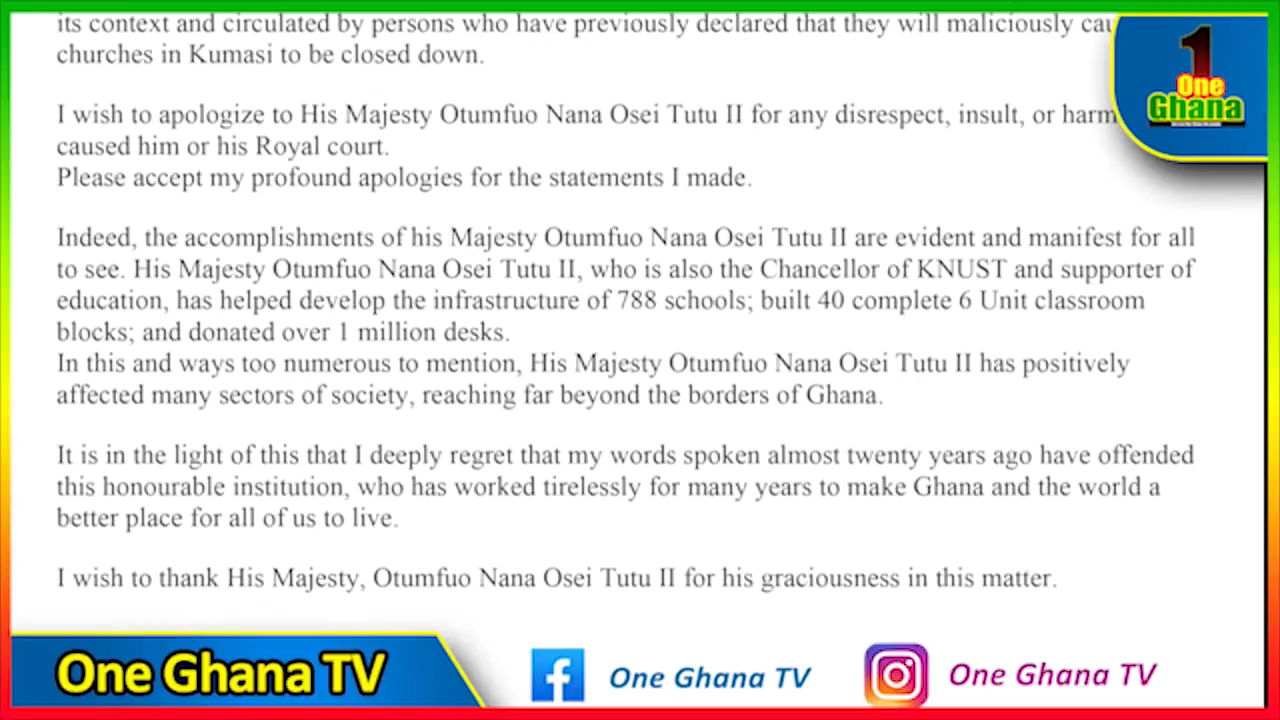 its context and circulated by persons who have previously declared that they will maliciously
churches in Kumasi to be closed down.
I wish to apologize to His Majesty Otumfuo Nana Osei Tutu II for any disrespect, insult, or harm
caused him or his Royal court.
Please accept my profound apologies for the statements I made.
Indeed, the accomplishments of his Majesty Otumfuo Nana Osei Tutu II are evident and manifest for all
to see. His Majesty Otumfuo Nana Osei Tutu II, who is also the Chancellor of KNUST and supporter of
education, has helped develop the infrastructure of 788 schools; built 40 complete 6 Unit classroom
blocks; and donated over 1 million desks.
In this and ways too numerous to mention, His Majesty Otumfuo Nana Osei Tutu II has positively
affected many sectors of society, reaching far beyond the borders of Ghana.
It is in the light of this that I deeply regret that my words spoken almost twenty years ago have offended
this honourable institution, who has worked tirelessly for many years to make Ghana and the world a
better place for all of us to live.
I wish to thank His Majesty, Otumfuo Nana Osei Tutu II for his graciousness in this matter.
1
One
Ghana
One Ghana TV
One Ghana TV
One Ghana TV